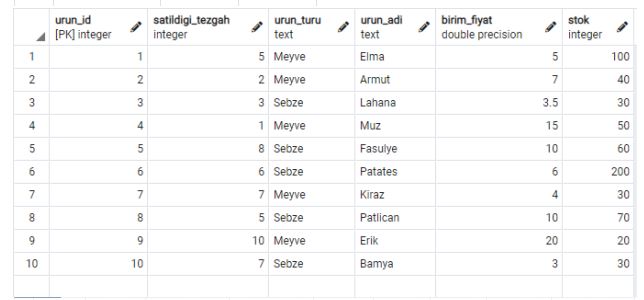 urun_id satildigi_tezgah urun_turu urun_adi birim_fiyat stok
[PK] integer integer text text double precision integer
1 1 5 Meyve Elma 5 100
2 2 2 Meyve Armut 7 40
3 3 3 Sebze Lahana 3.5 30
4 4 1 Meyve Muz 15 50
5 5 8 Sebze Fasulye 10 60
6 6 6 Sebze Patates 6 200
7 7 7 Meyve Kiraz 4 30
8 8 5 Sebze Patlican 10 70
9 9 10 Meyve Erik 20 20
10 10 7 Sebze Bamya 3 30